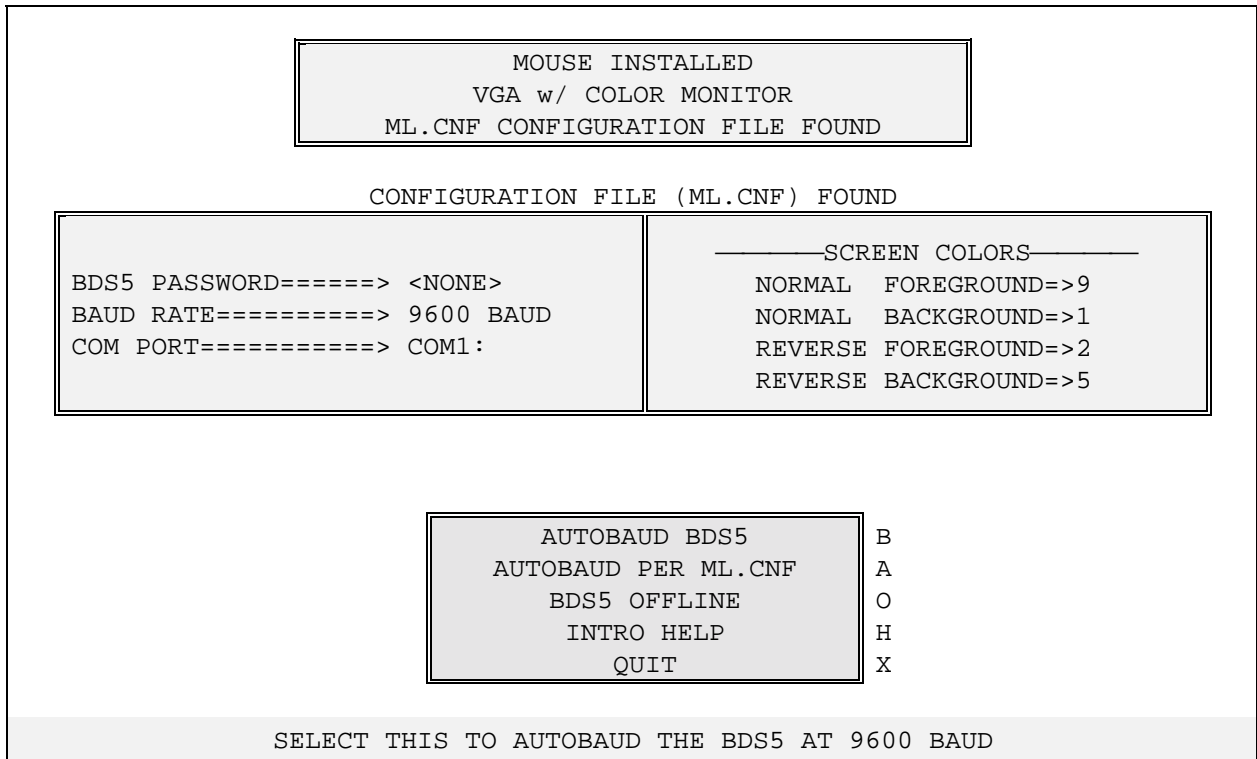 MOUSE INSTALLED
VGA w/ COLOR MONITOR
ML.CNF CONFIGURATION FILE FOUND
CONFIGURATION FILE (ML.CNF) FOUND
BDS5 PASSWORD======> <NONE>
BAUD RATE==========> 9600 BAUD
COM PORT===========> COM1:
————SCREEN COLORS————
NORMAL FOREGROUND=>9
NORMAL BACKGROUND=>1
REVERSE FOREGROUND=>2
REVERSE BACKGROUND=>5
AUTOBAUD BDS5 B
AUTOBAUD PER ML.CNF A
BDS5 OFFLINE O
INTRO HELP H
QUIT X
SELECT THIS TO AUTOBAUD THE BDS5 AT 9600 BAUD